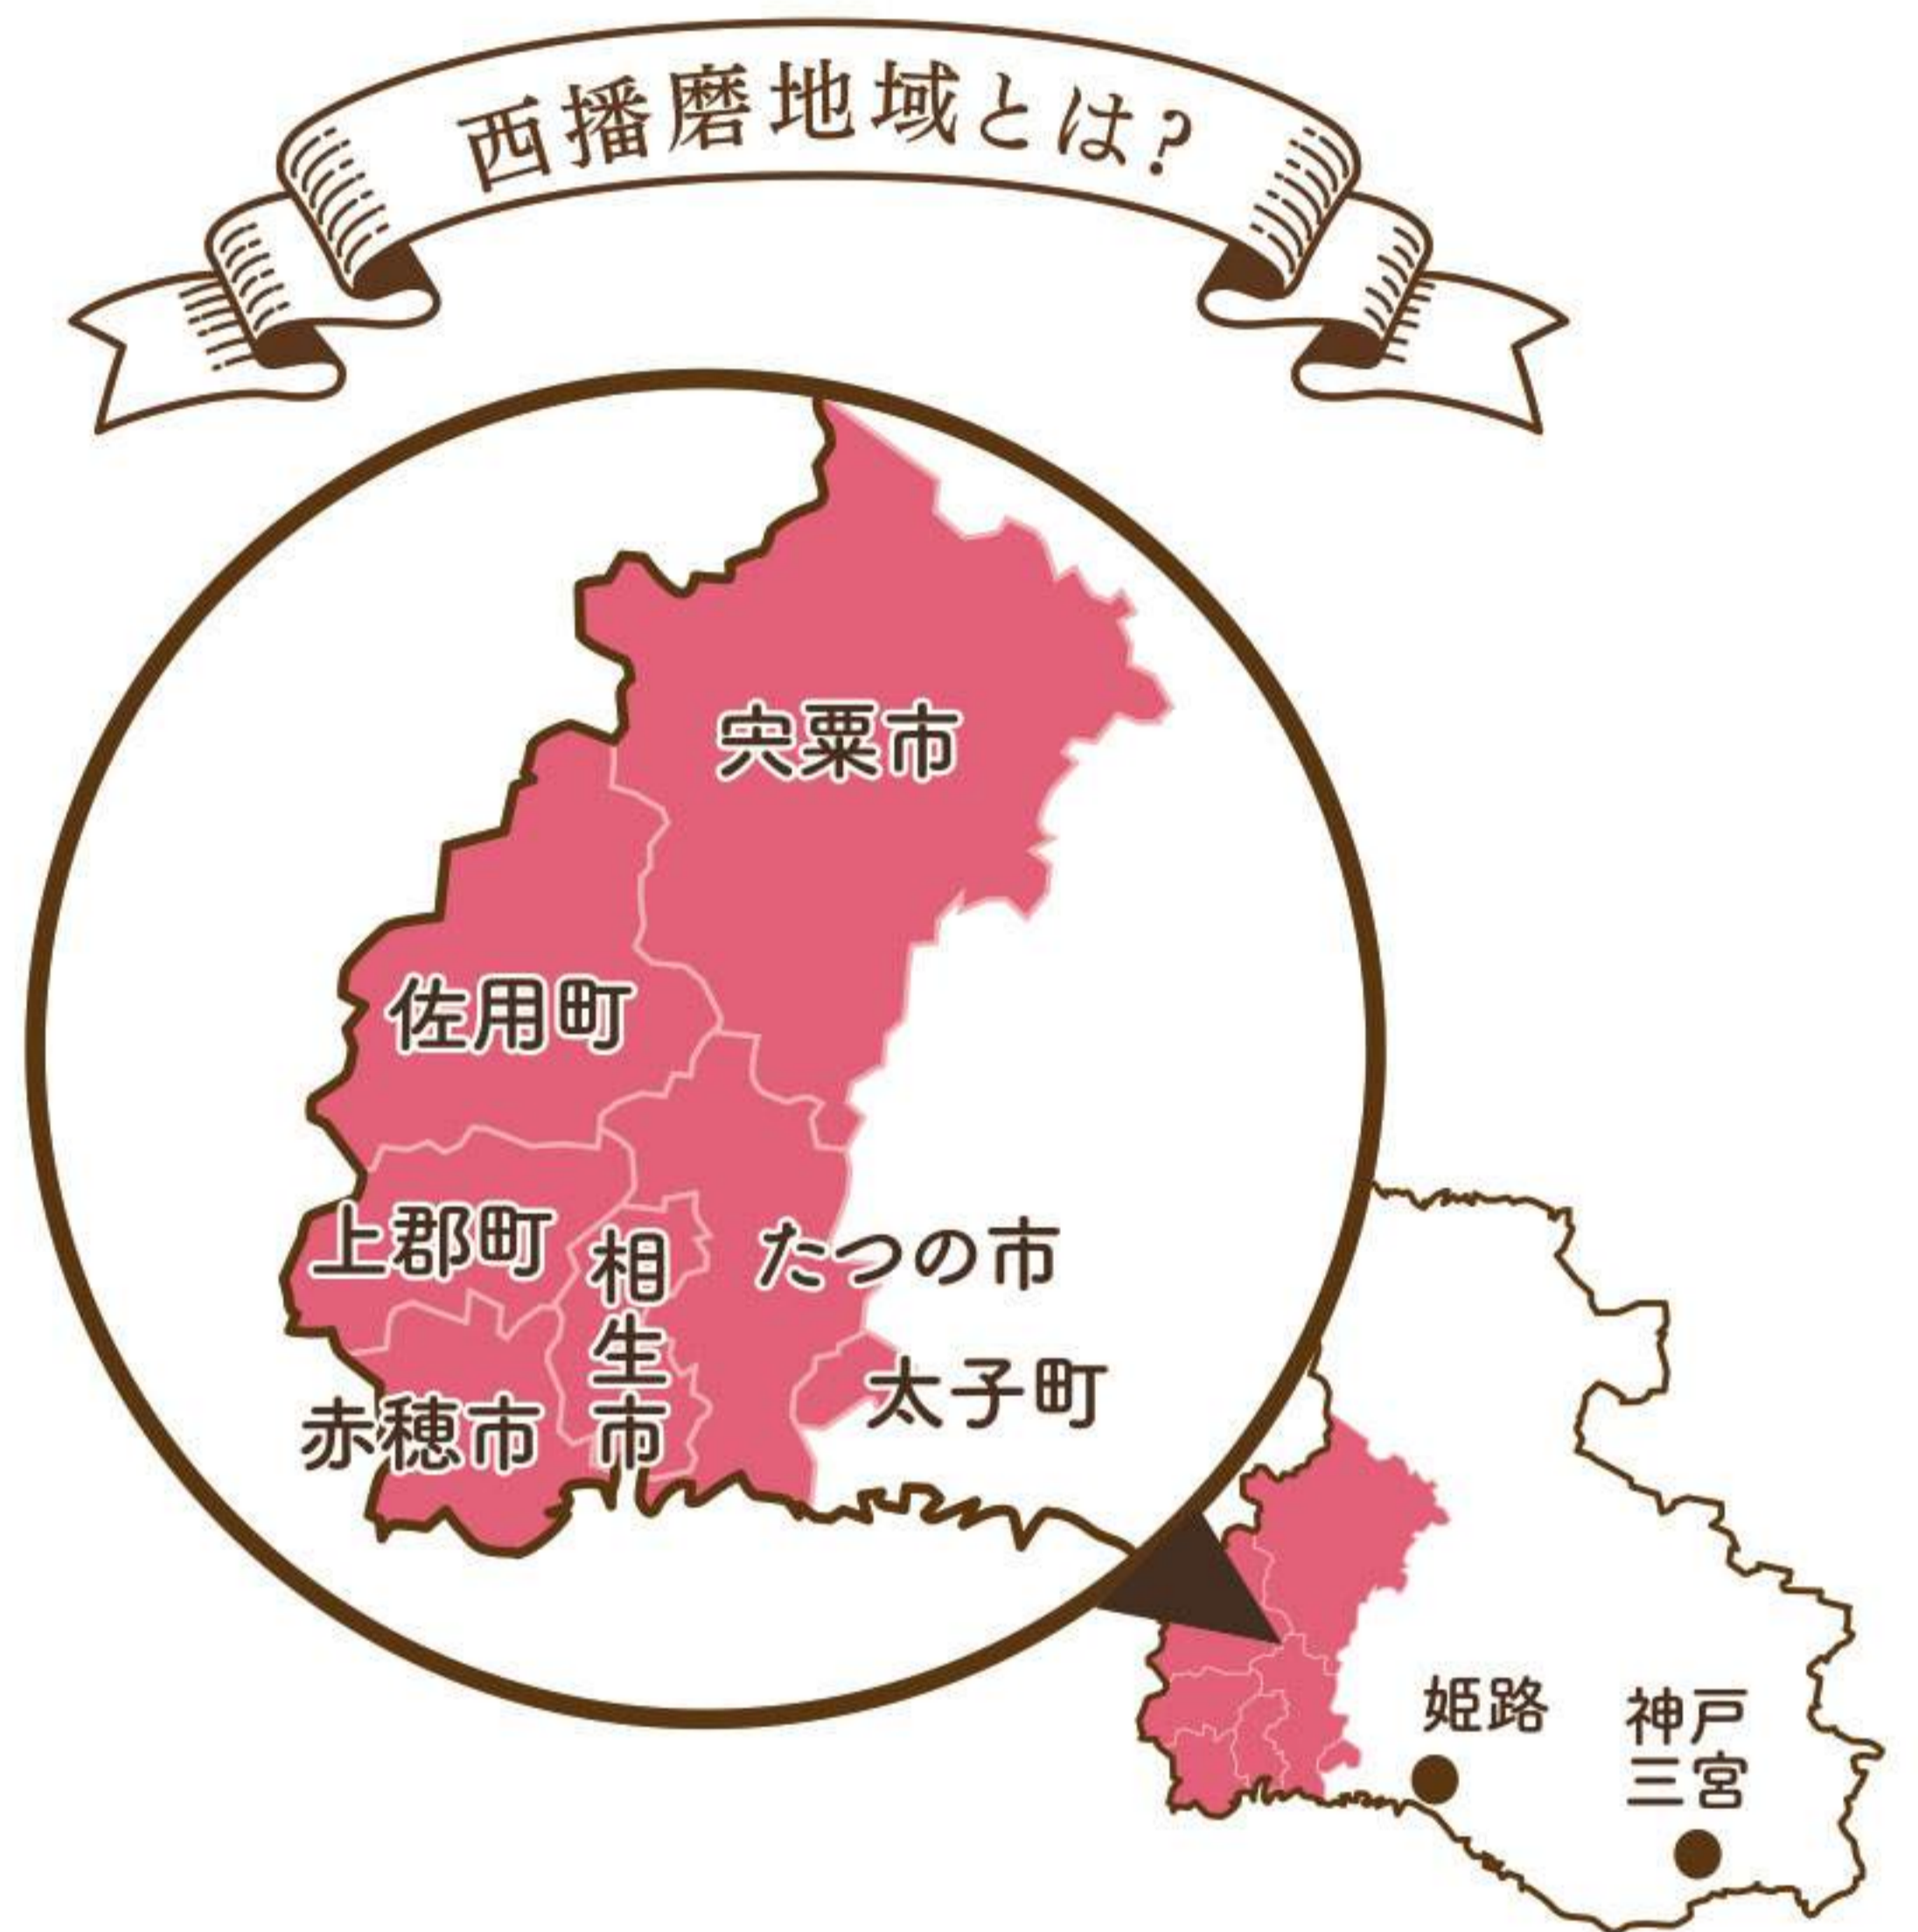 西播磨地域とは?
宍粟市
佐用町
上郡町
相生市
たつの市
太子町
赤穂市
姫路
神戸
三宮